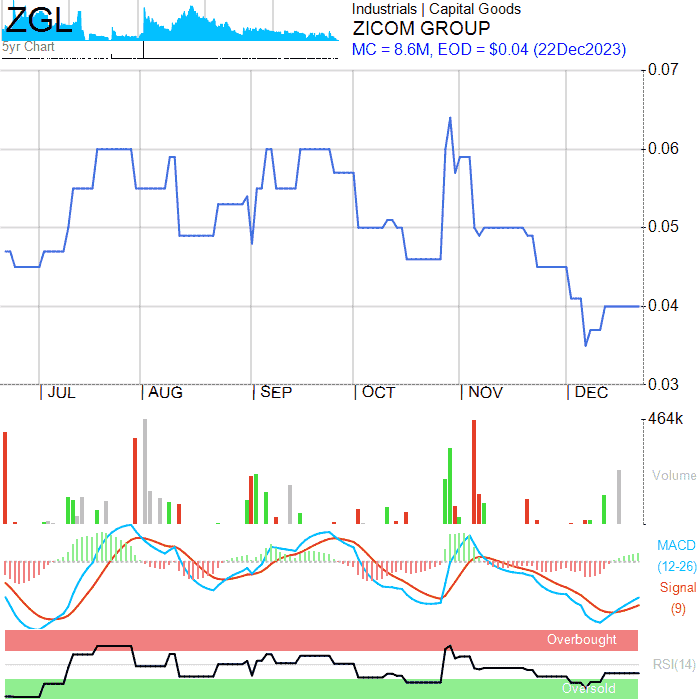 ZGL
5yr Chart
Industrials | Capital Goods
ZICOM GROUP
MC = 8.6M, EOD = $0.04 (22Dec2023)
0.07
0.06
0.05
0.04
0.03
| JUL | AUG | SEP | OCT | NOV | DEC
464k
Volume
MACD
(12-26)
Signal
(9)
Overbought
RSI(14)
Oversold